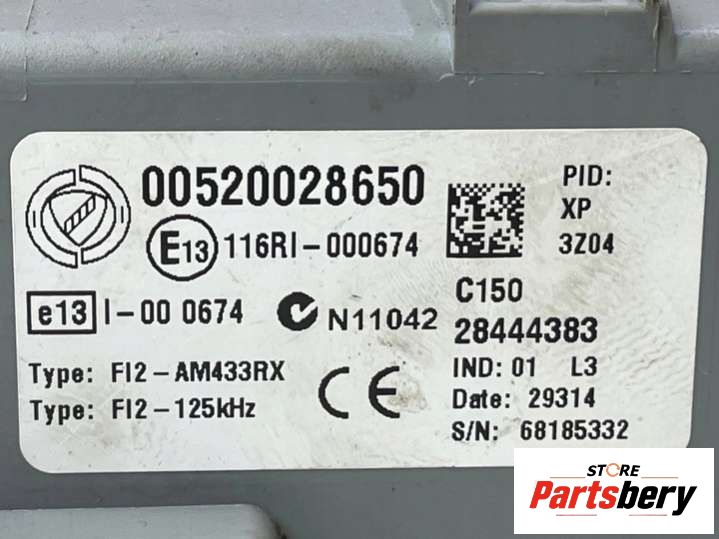 00520028650
PID:
XP
3Z04
E13 116RI-000674
e13 I-00 0674
N11042
C150
28444383
Type: FI2-AM433RX
Type: FI2-125kHz
CE
IND: 01 L3
Date: 29314
S/N: 68185332
STORE
Partsbery